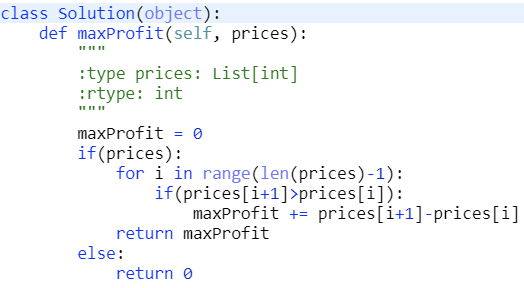 class Solution(object):
    def maxProfit(self, prices):
        """
        :type prices: List[int]
        :rtype: int
        """
        maxProfit = 0
        if(prices):
            for i in range(len(prices)-1):
                if(prices[i+1]>prices[i]):
                    maxProfit += prices[i+1]-prices[i]
            return maxProfit
        else:
            return 0